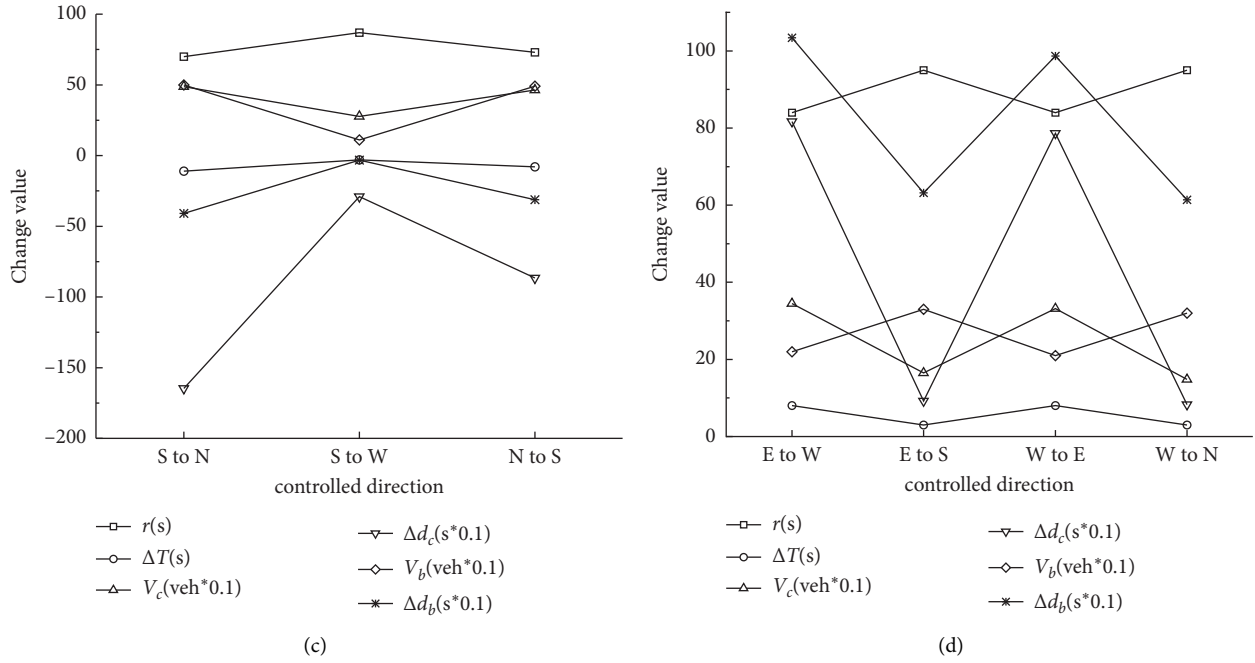 100
50
0
−50
−100
−150
−200
Change value
S to N S to W N to S
controlled direction
r(s)
ΔT(s)
V_c(veh*0.1)
Δd_c(s*0.1)
V_b(veh*0.1)
Δd_b(s*0.1)
(c)
100
80
60
40
20
0
Change value
E to W E to S W to E W to N
controlled direction
r(s)
ΔT(s)
V_c(veh*0.1)
Δd_c(s*0.1)
V_b(veh*0.1)
Δd_b(s*0.1)
(d)